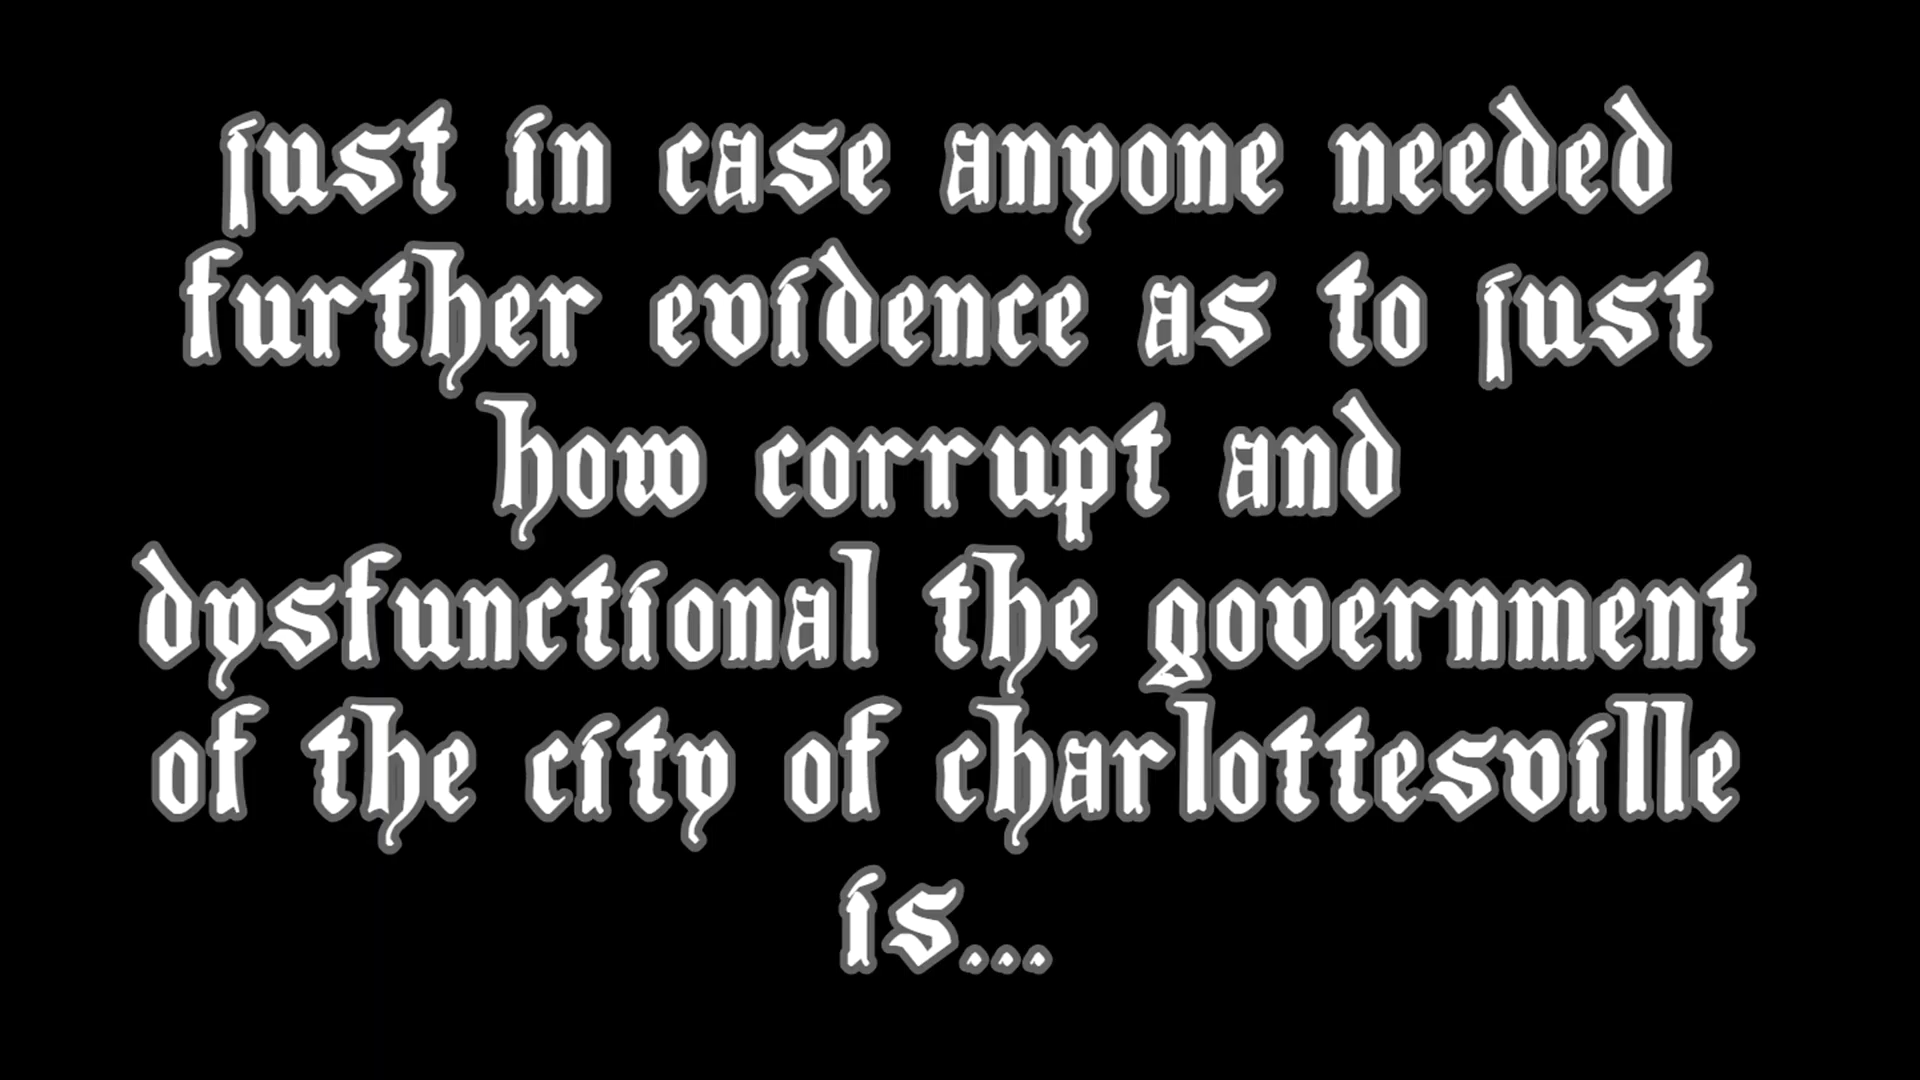 just in case anyone needed
further evidence as to just
how corrupt and
dysfunctional the government
of the city of charlottesville
is...